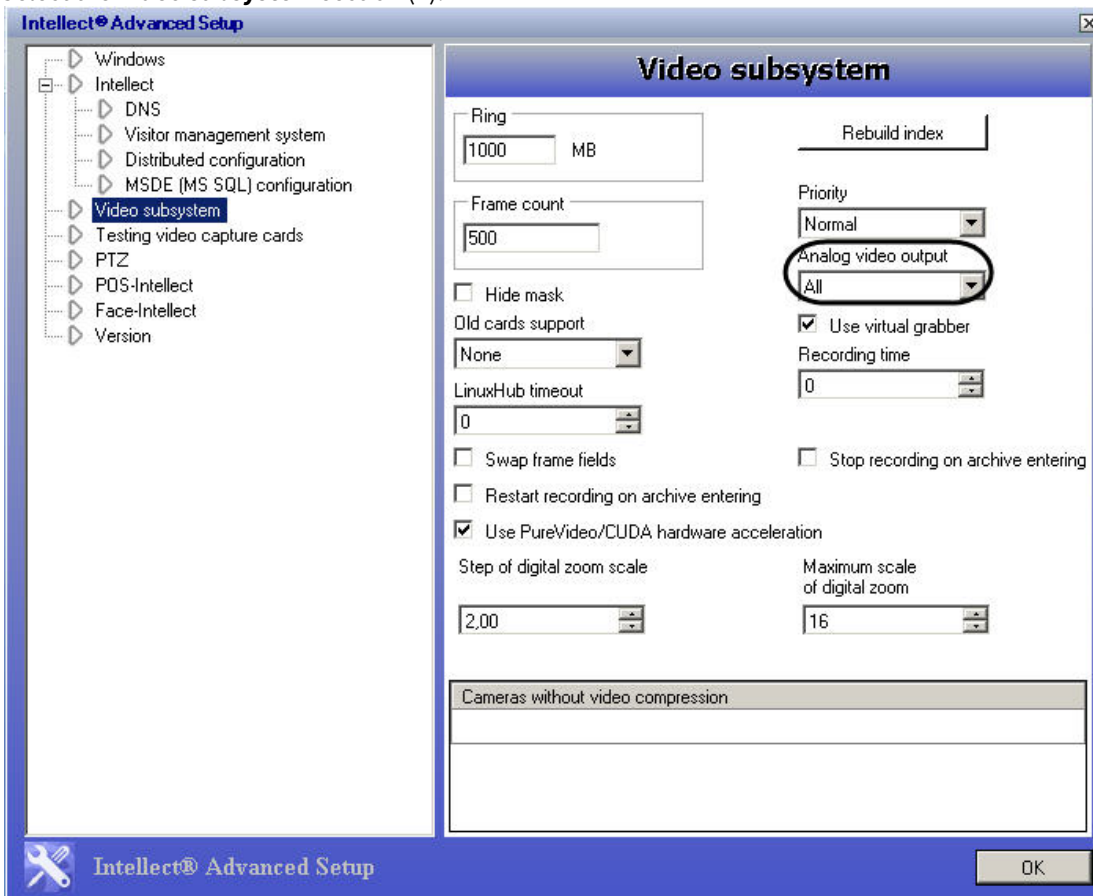 Intellect® Advanced Setup
Windows
Intellect
DNS
Visitor management system
Distributed configuration
MSDE (MS SQL) configuration
Video subsystem
Testing video capture cards
PTZ
POS-Intellect
Face-Intellect
Version
Video subsystem
Ring
1000 MB
Rebuild index
Frame count
500
Priority
Normal
Analog video output
All
Hide mask
Use virtual grabber
Old cards support
None
Recording time
0
LinuxHub timeout
0
Swap frame fields
Stop recording on archive entering
Restart recording on archive entering
Use PureVideo/CUDA hardware acceleration
Step of digital zoom scale
2,00
Maximum scale
of digital zoom
16
Cameras without video compression
Intellect® Advanced Setup
OK